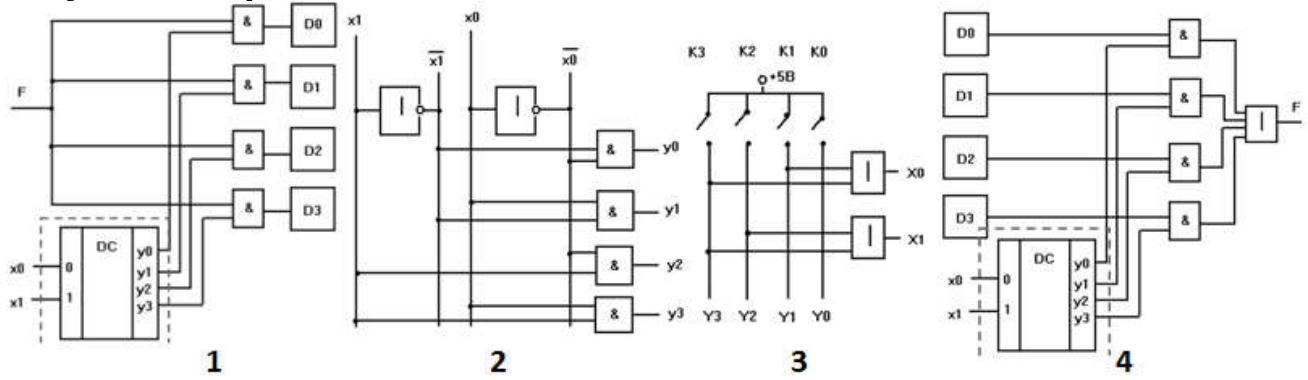 F
&
&
&
&
D0
D1
D2
D3
DC
x0
x1
0
1
y0
y1
y2
y3
1
x1
x1
x0
x0
|
|
&
&
&
&
y0
y1
y2
y3
2
K3 K2 K1 K0
+5В
|
|
X0
X1
Y3 Y2 Y1 Y0
3
D0
D1
D2
D3
&
&
&
&
|
F
DC
x0
x1
0
1
y0
y1
y2
y3
4